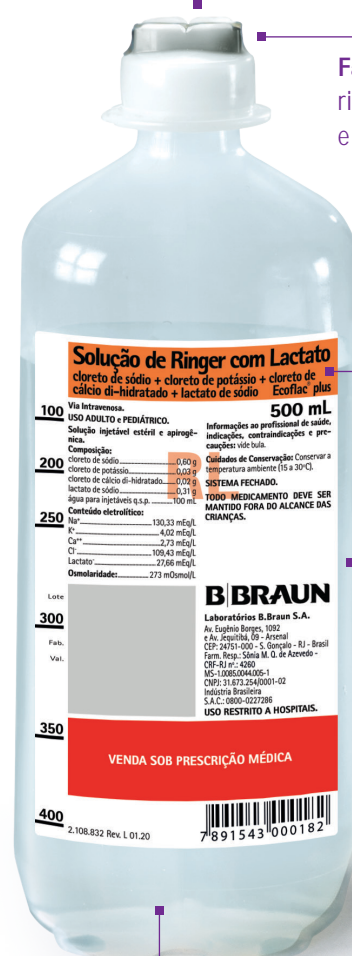 Fa
ri
e
Solução de Ringer com Lactato
cloreto de sódio + cloreto de potássio + cloreto de
cálcio di-hidratado + lactato de sódio Ecoflac® plus
500 mL
Via Intravenosa.
USO ADULTO e PEDIÁTRICO.
Solução injetável estéril e apirogê-
nica.
Composição:
cloreto de sódio 0,60 g
cloreto de potássio 0,03 g
cloreto de cálcio di-hidratado 0,02 g
lactato de sódio 0,31 g
água para injetáveis q.s.p. 100 mL
Conteúdo eletrolítico:
Na⁺ 130,33 mEq/L
K⁺ 4,02 mEq/L
Ca⁺⁺ 2,73 mEq/L
Cl⁻ 109,43 mEq/L
Lactato⁻ 27,66 mEq/L
Osmolaridade: 273 mOsmol/L
RL
Informações ao profissional de saúde,
indicações, contraindicações e pre-
cauções: vide bula.
Cuidados de Conservação: Conservar a
temperatura ambiente (15 a 30°C).
SISTEMA FECHADO.
TODO MEDICAMENTO DEVE SER
MANTIDO FORA DO ALCANCE DAS
CRIANÇAS.
B BRAUN
Laboratórios B.Braun S.A.
Av. Eugênio Borges, 1092
e Av. Jequitibá, 09 - Arsenal
CEP: 24751-000 - S. Gonçalo - RJ - Brasil
Farm. Resp.: Sônia M. Q. de Azevedo -
CRF-RJ nº.: 4260
MS-1.0085.0044.005-1
CNPJ: 31.673.254/0001-02
Indústria Brasileira
S.A.C.: 0800-0227286
USO RESTRITO A HOSPITAIS.
100
200
250
Lote
300
Fab.
Val.
350
400
VENDA SOB PRESCRIÇÃO MÉDICA
2.108.832 Rev. L 01.20
7 891543 000182